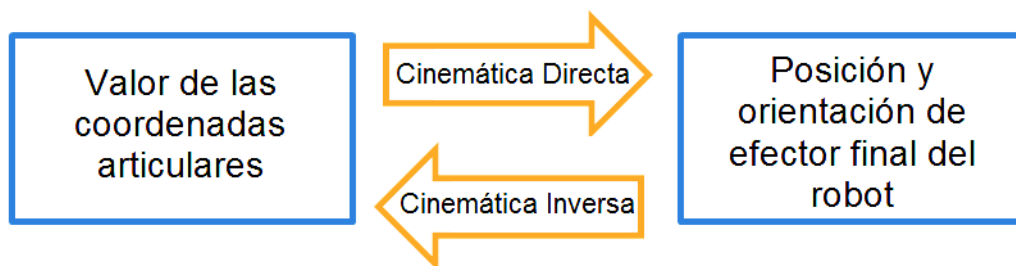 Valor de las
coordenadas
articulares
Cinemática Directa
Cinemática Inversa
Posición y
orientación de
efector final del
robot